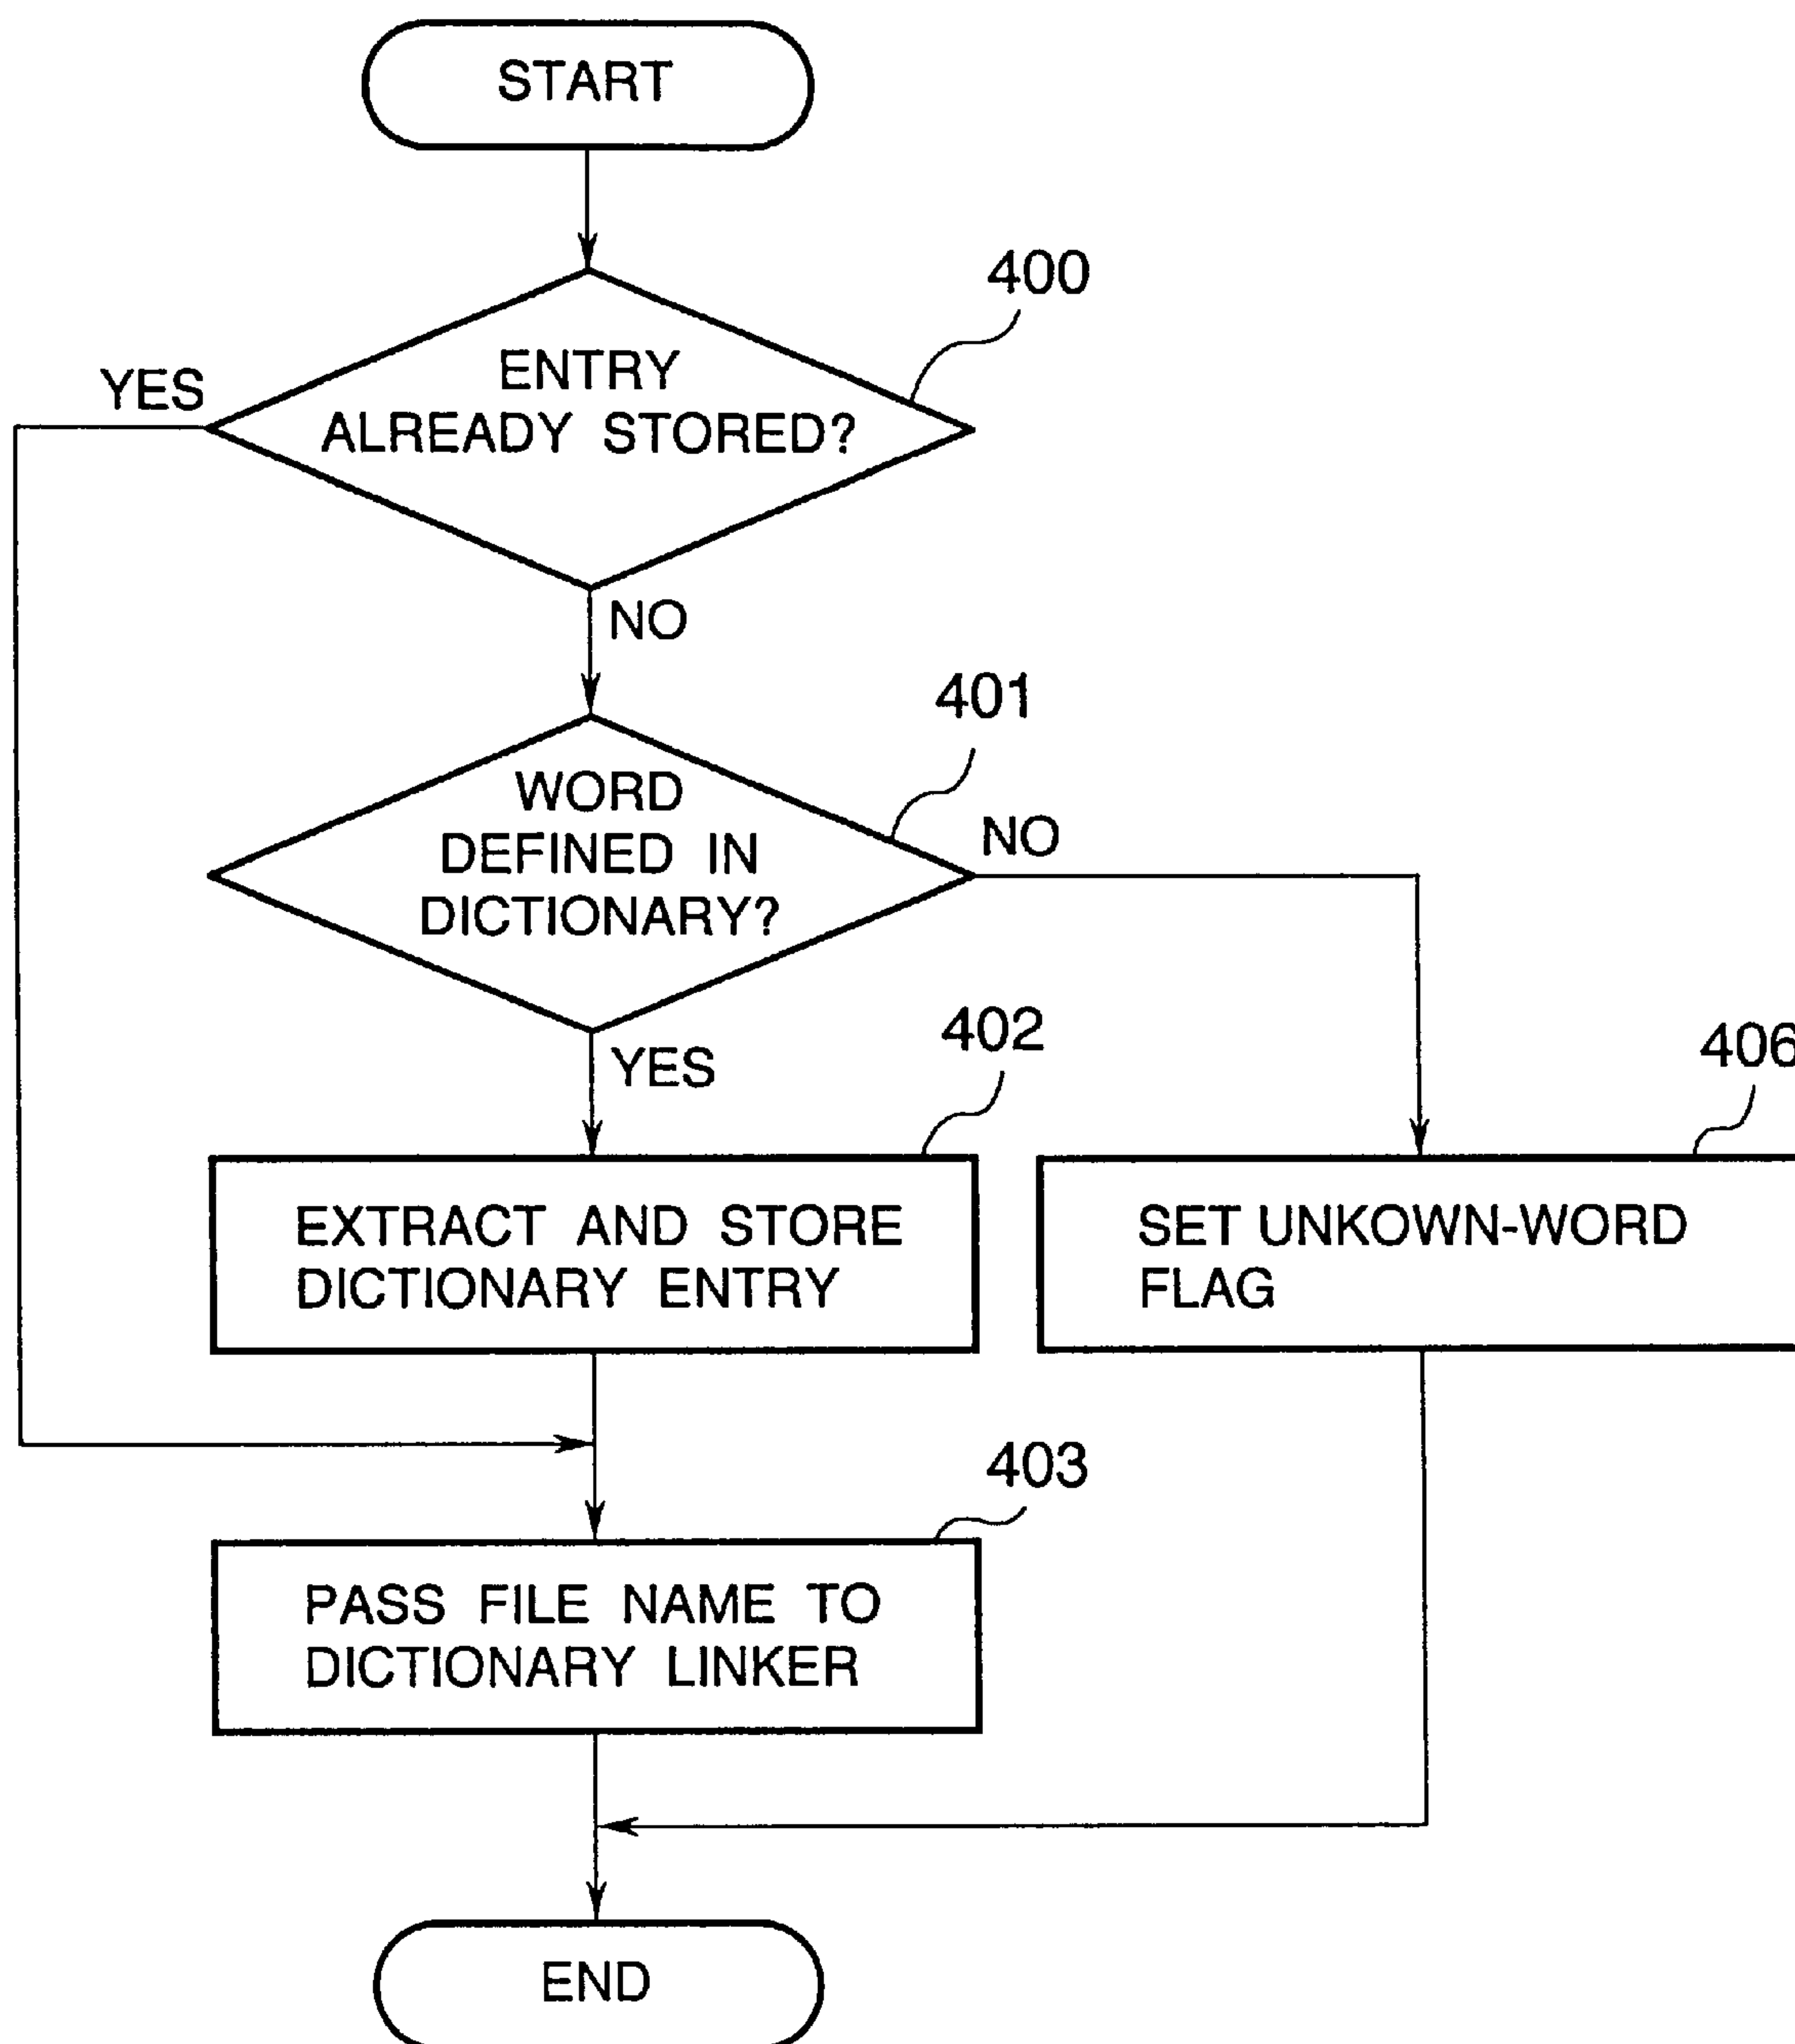 START
400
ENTRY
ALREADY STORED?
YES
NO
401
WORD
DEFINED IN
DICTIONARY?
NO
YES
402
406
EXTRACT AND STORE
DICTIONARY ENTRY
SET UNKOWN-WORD
FLAG
403
PASS FILE NAME TO
DICTIONARY LINKER
END